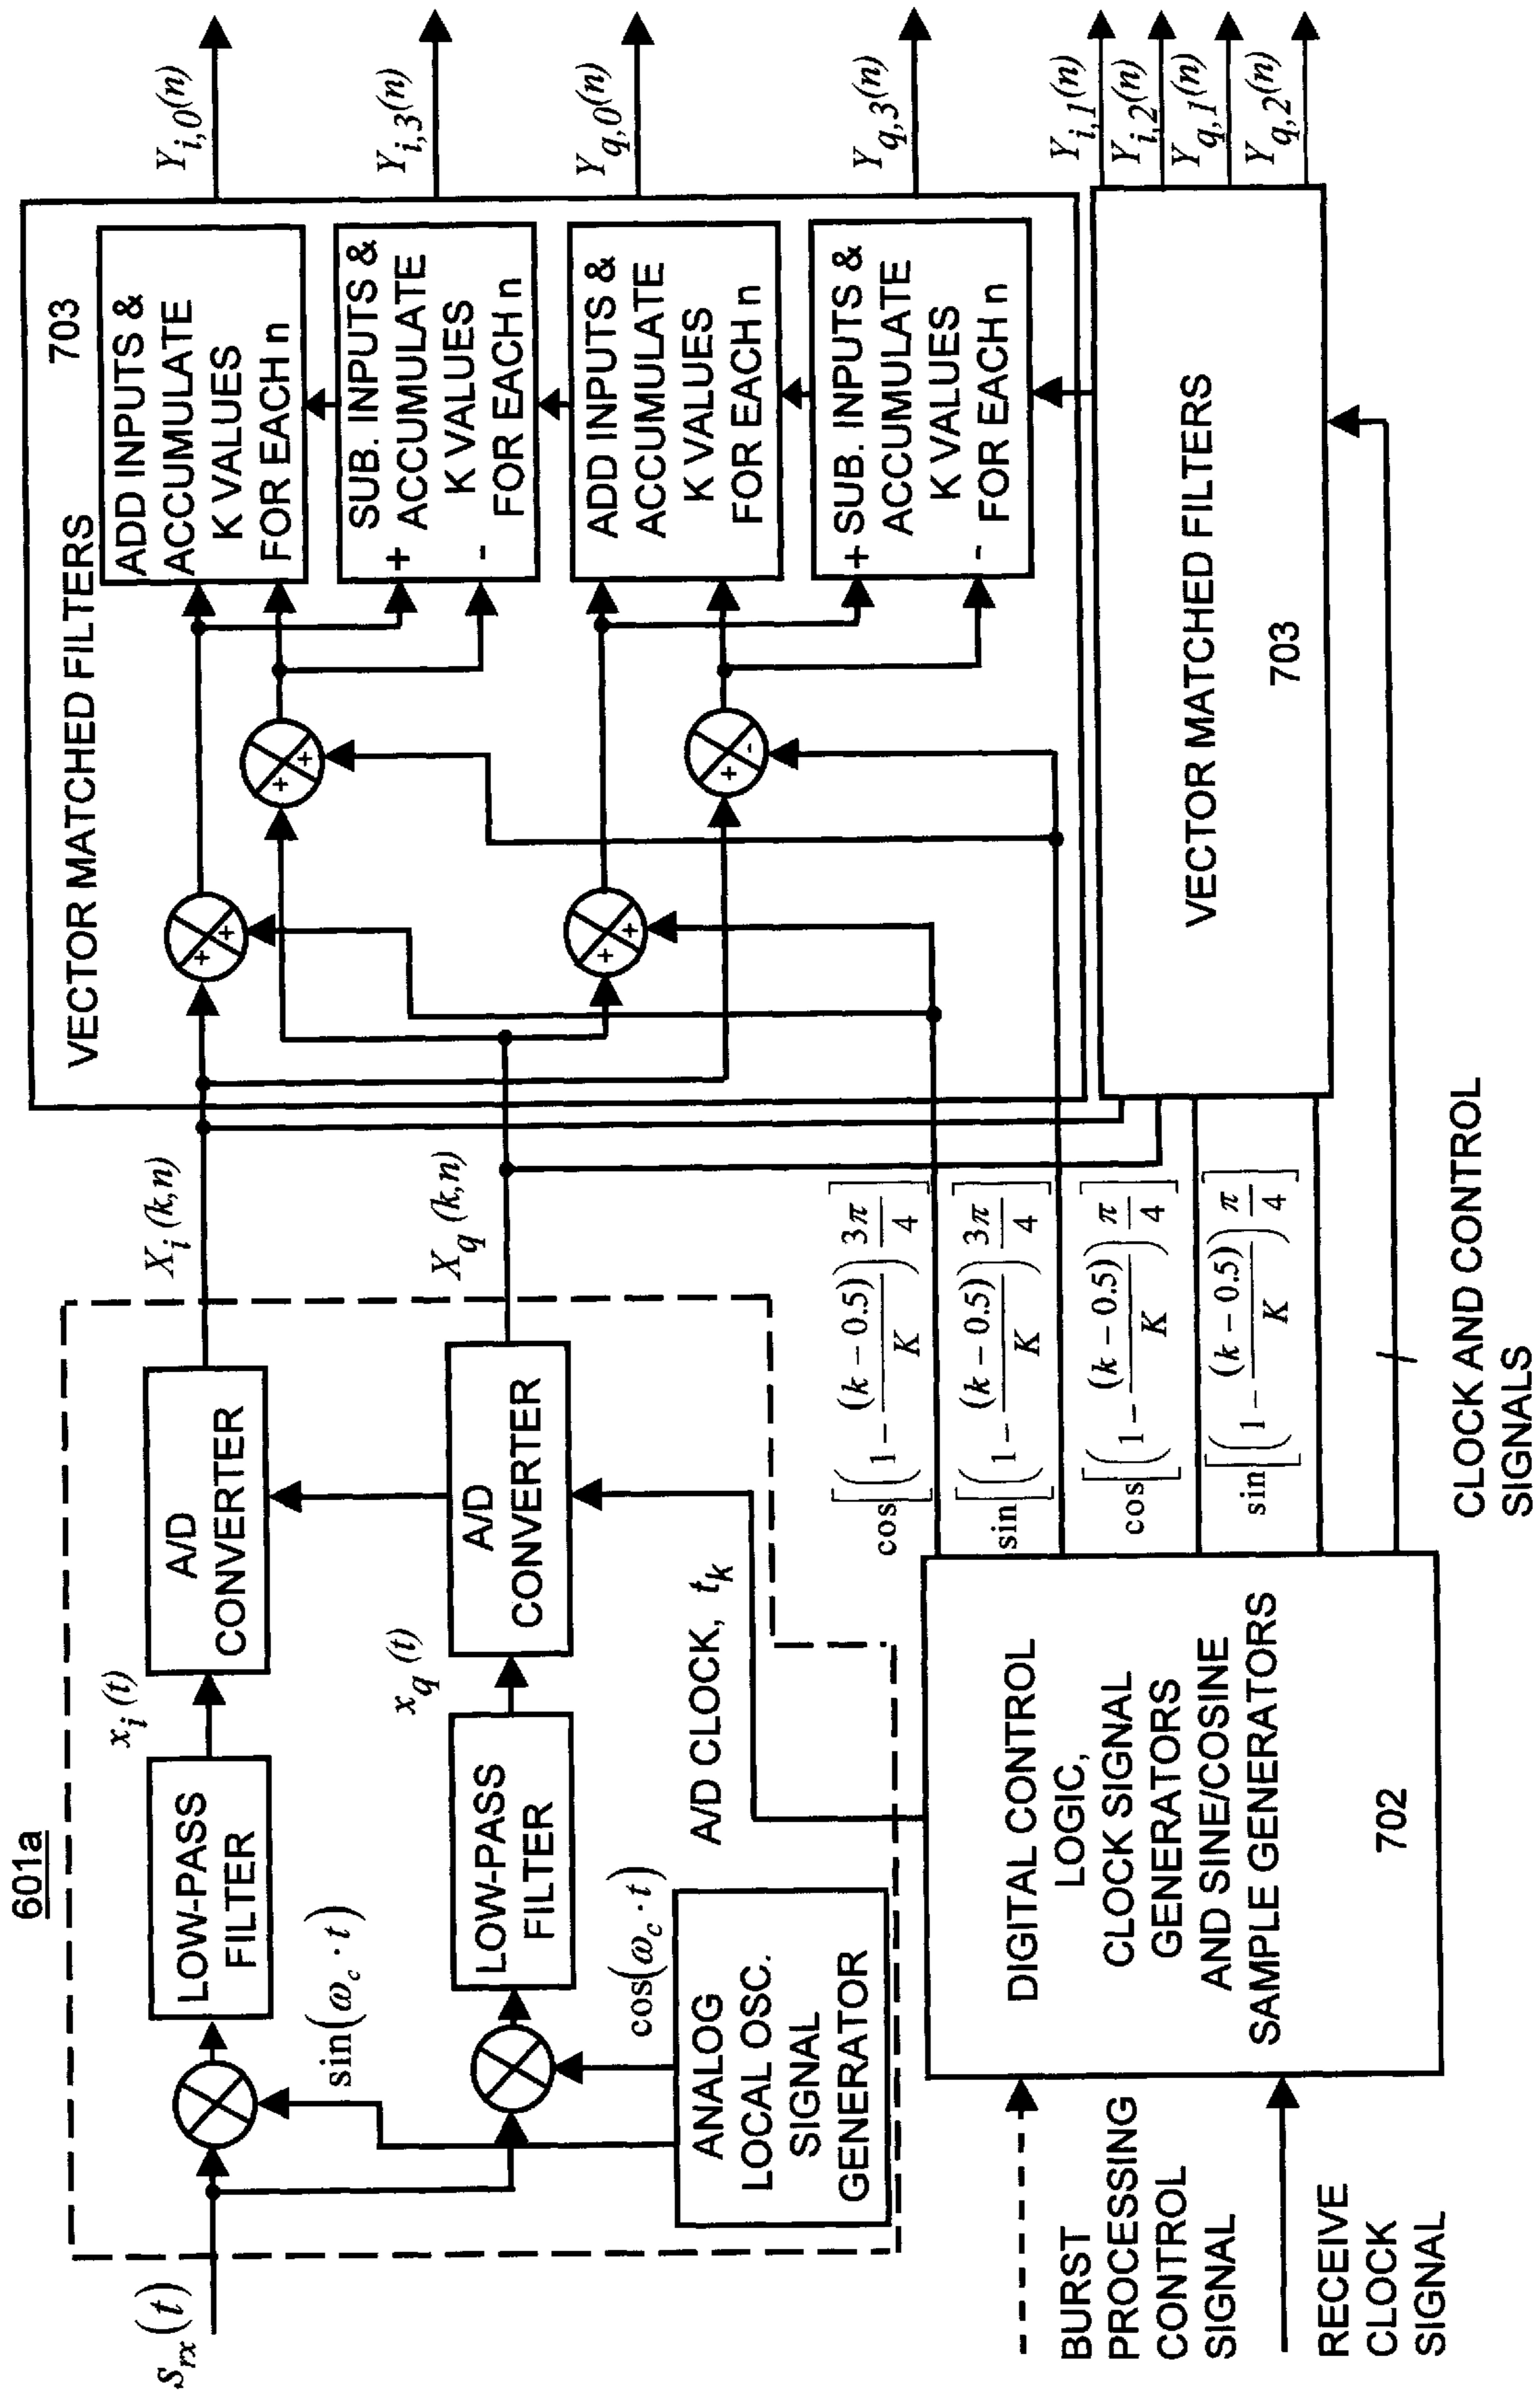 601a
s_rx(t)
sin(ω_c · t)
LOW-PASS
FILTER
x_i(t)
A/D
CONVERTER
X_i(k,n)
LOW-PASS
FILTER
x_q(t)
A/D
CONVERTER
X_q(k,n)
cos(ω_c · t)
ANALOG
LOCAL OSC.
SIGNAL
GENERATOR
A/D CLOCK, t_k
VECTOR MATCHED FILTERS
703
+ +
+ +
+ +
+ -
ADD INPUTS &
ACCUMULATE
K VALUES
FOR EACH n
SUB. INPUTS &
+ ACCUMULATE
K VALUES
- FOR EACH n
ADD INPUTS &
ACCUMULATE
K VALUES
FOR EACH n
+ SUB. INPUTS &
ACCUMULATE
K VALUES
- FOR EACH n
Y_i,0(n)
Y_i,3(n)
Y_q,0(n)
Y_q,3(n)
Y_i,1(n)
Y_i,2(n)
Y_q,1(n)
Y_q,2(n)
cos[(1 - (k - 0.5)/K) 3π/4]
sin[(1 - (k - 0.5)/K) 3π/4]
cos[(1 - (k - 0.5)/K) π/4]
sin[(1 - (k - 0.5)/K) π/4]
VECTOR MATCHED FILTERS
703
BURST
PROCESSING
CONTROL
SIGNAL
RECEIVE
CLOCK
SIGNAL
DIGITAL CONTROL
LOGIC,
CLOCK SIGNAL
GENERATORS
AND SINE/COSINE
SAMPLE GENERATORS
702
CLOCK AND CONTROL
SIGNALS